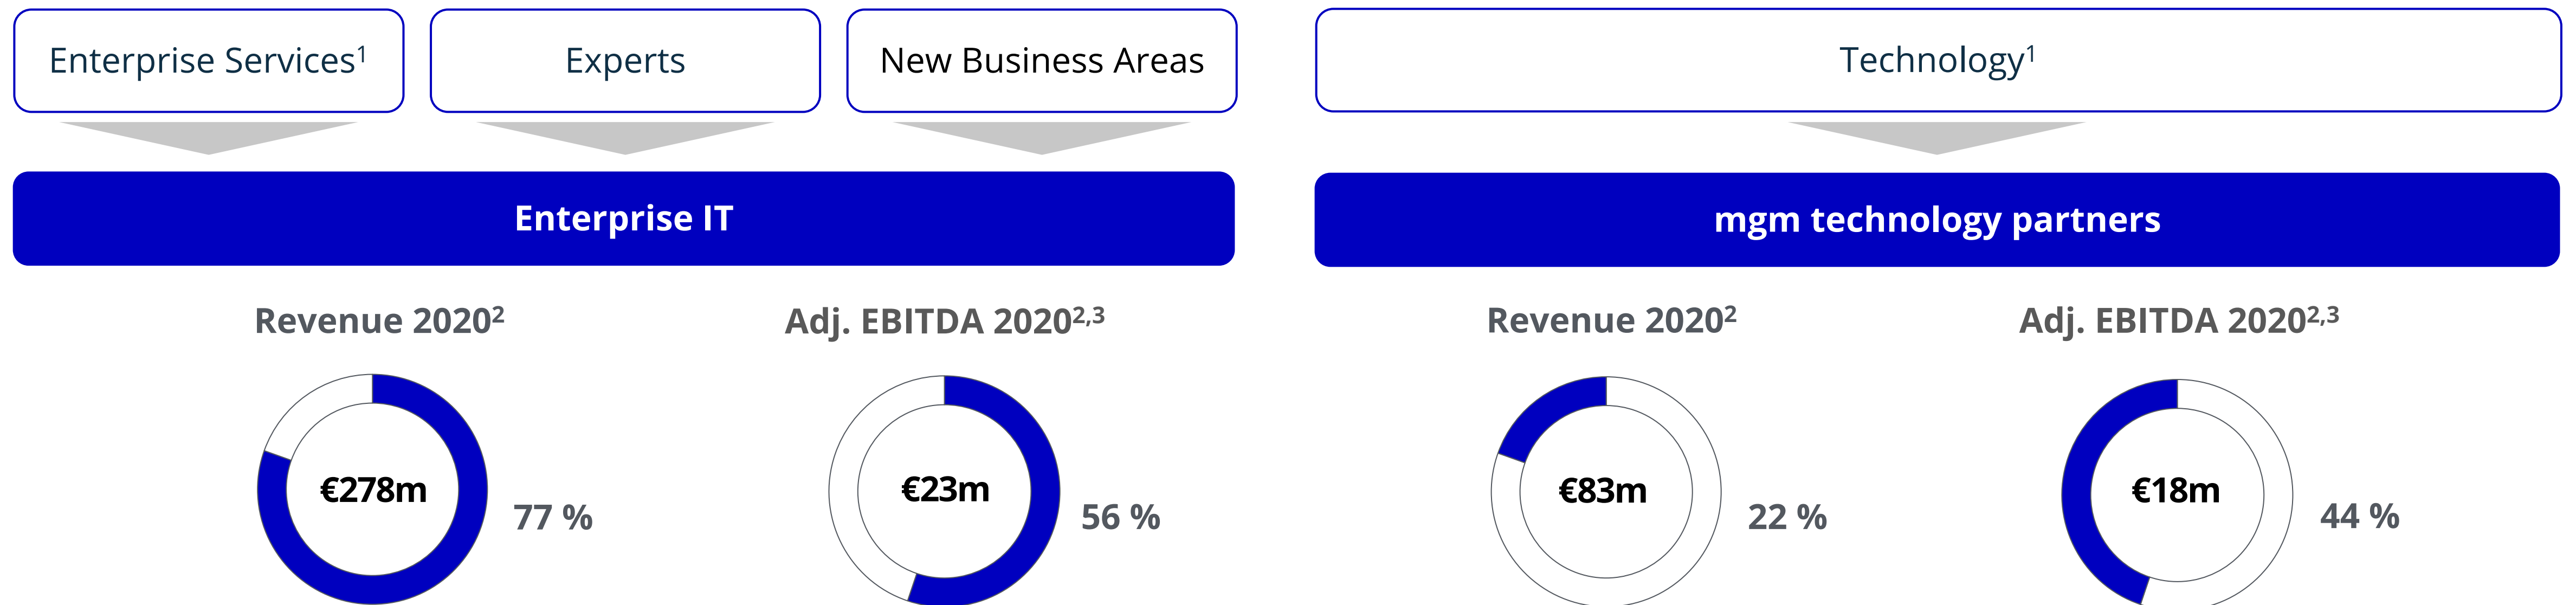 Enterprise Services¹
Experts
New Business Areas
Technology¹
Enterprise IT
mgm technology partners
Revenue 2020²
Adj. EBITDA 2020²,³
Revenue 2020²
Adj. EBITDA 2020²,³
€278m
77 %
€23m
56 %
€83m
22 %
€18m
44 %